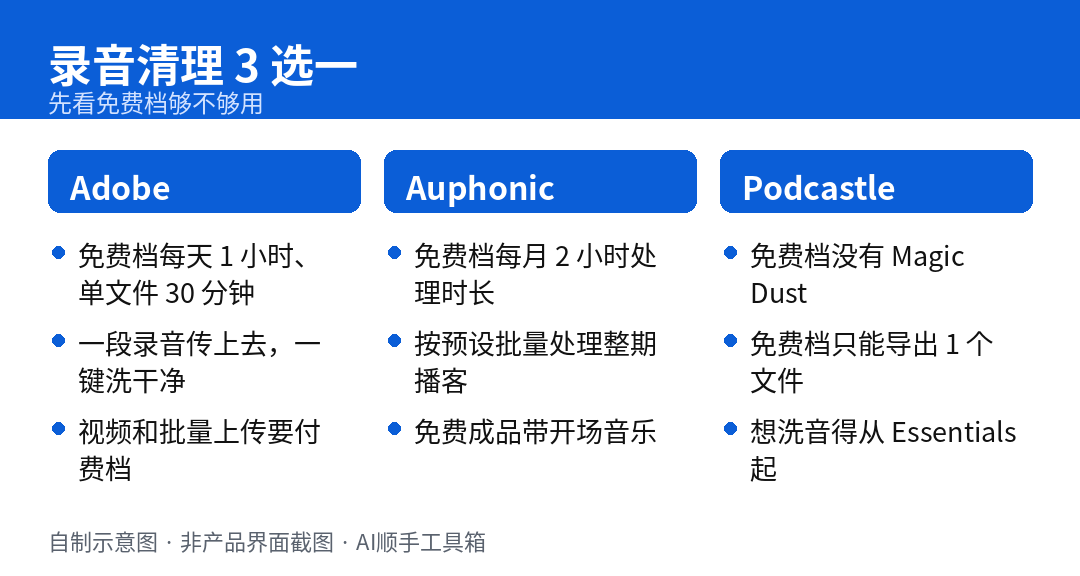 录音清理 3 选一
先看免费档够不够用
Adobe
免费档每天 1 小时、
单文件 30 分钟
一段录音传上去，一
键洗干净
视频和批量上传要付
费档
Auphonic
免费档每月 2 小时处
理时长
按预设批量处理整期
播客
免费成品带开场音乐
Podcastle
免费档没有 Magic
Dust
免费档只能导出 1 个
文件
想洗音得从 Essentials
起
自制示意图 · 非产品界面截图 · AI顺手工具箱